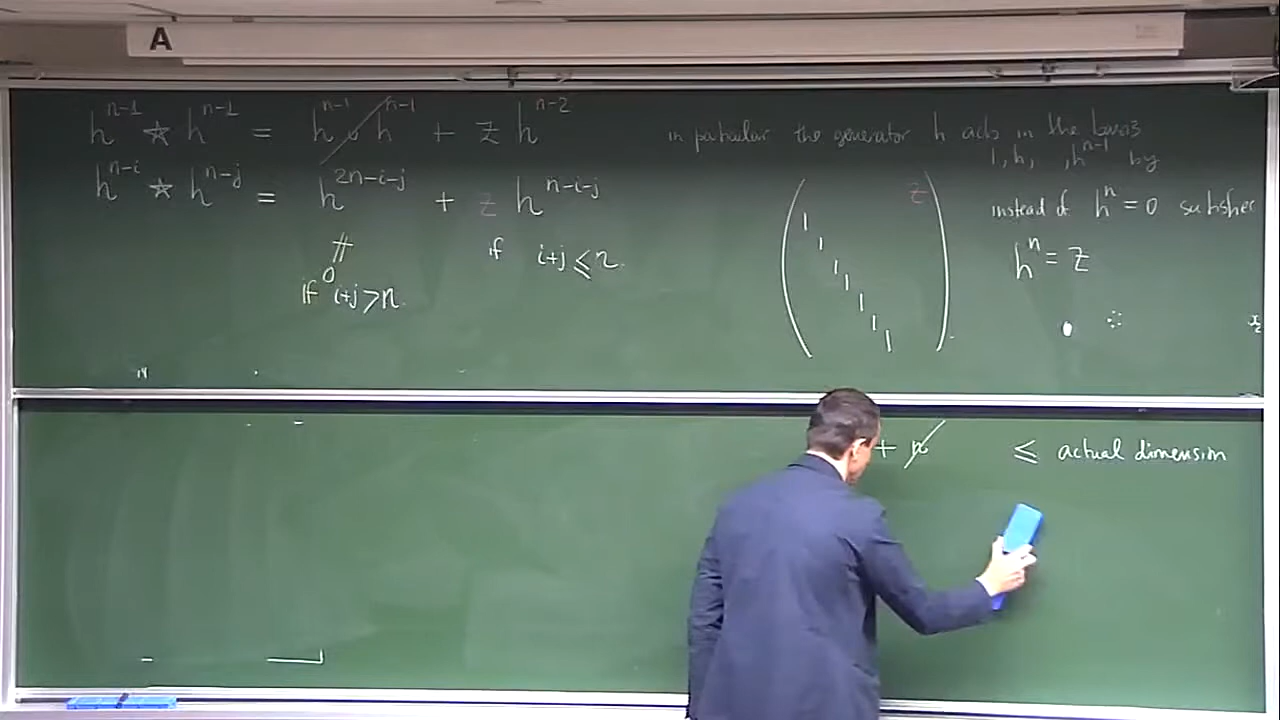 A
h^{n-1} ☆ h^{n-1} = h^{n-1} ∪ h^{n-1} + z h^{n-2}
h^{n-i} ☆ h^{n-j} = h^{2n-i-j} + z h^{n-i-j}
0
if i+j>n.
if i+j ≤ n.
in particular the generator h acts in the basis
1, h, , h^{n-1} by
z
1
1
1
1
1
1
1
instead of h^n = 0 satisfies
h^n = z
+ n ≤ actual dimension